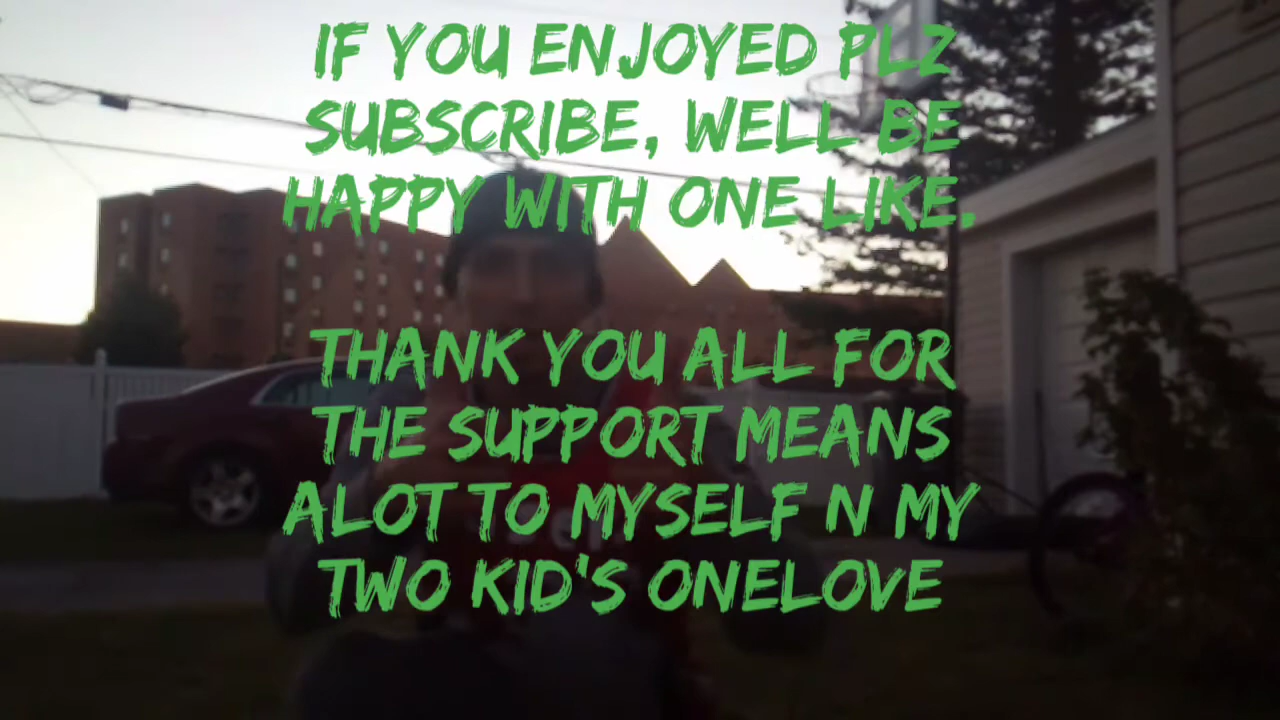 IF YOU ENJOYED PLZ
SUBSCRIBE, WELL BE
HAPPY WITH ONE LIKE.
THANK YOU ALL FOR
THE SUPPORT MEANS
ALOT TO MYSELF N MY
TWO KID'S ONELOVE